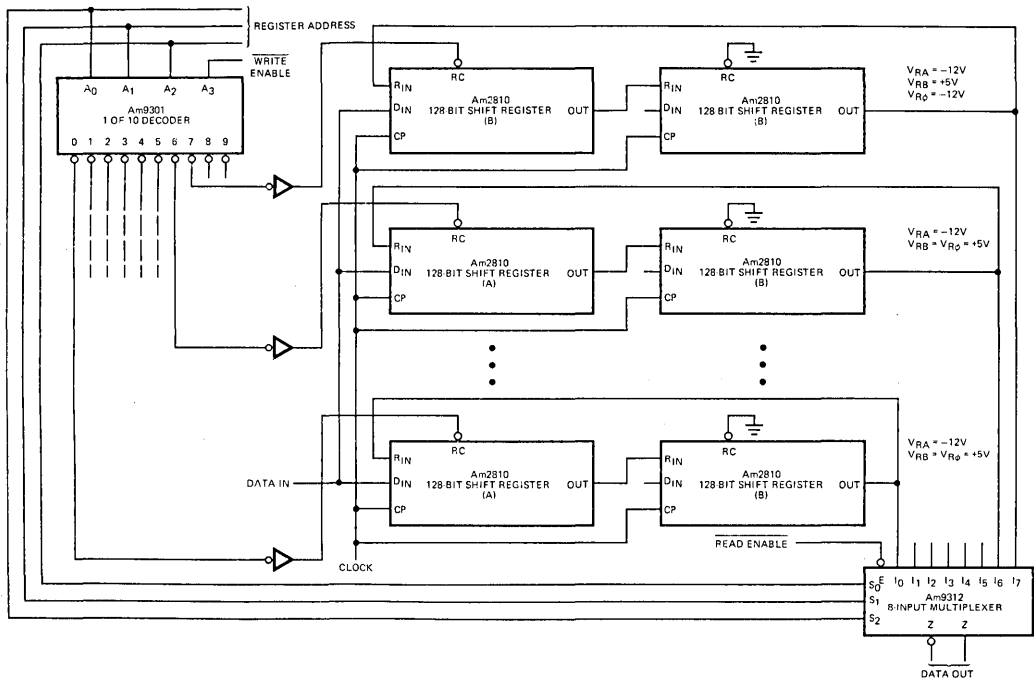 REGISTER ADDRESS
WRITE
ENABLE
A0 A1 A2 A3
Am9301
1 OF 10 DECODER
0 1 2 3 4 5 6 7 8 9
RC
RIN
Am2810
DIN 128-BIT SHIFT REGISTER OUT
(B)
CP
RC
RIN
Am2810
DIN 128-BIT SHIFT REGISTER OUT
(B)
CP
VRA = -12V
VRB = +5V
VRφ = -12V
RC
RIN
Am2810
DIN 128-BIT SHIFT REGISTER OUT
(A)
CP
RC
RIN
Am2810
DIN 128-BIT SHIFT REGISTER OUT
(B)
CP
VRA = -12V
VRB = VRφ = +5V
RC
RIN
Am2810
DIN 128-BIT SHIFT REGISTER OUT
(A)
CP
RC
RIN
Am2810
DIN 128-BIT SHIFT REGISTER OUT
(B)
CP
VRA = -12V
VRB = VRφ = +5V
DATA IN
CLOCK
READ ENABLE
S0 E I0 I1 I2 I3 I4 I5 I6 I7
S1 Am9312
8-INPUT MULTIPLEXER
S2
Z Z
DATA OUT